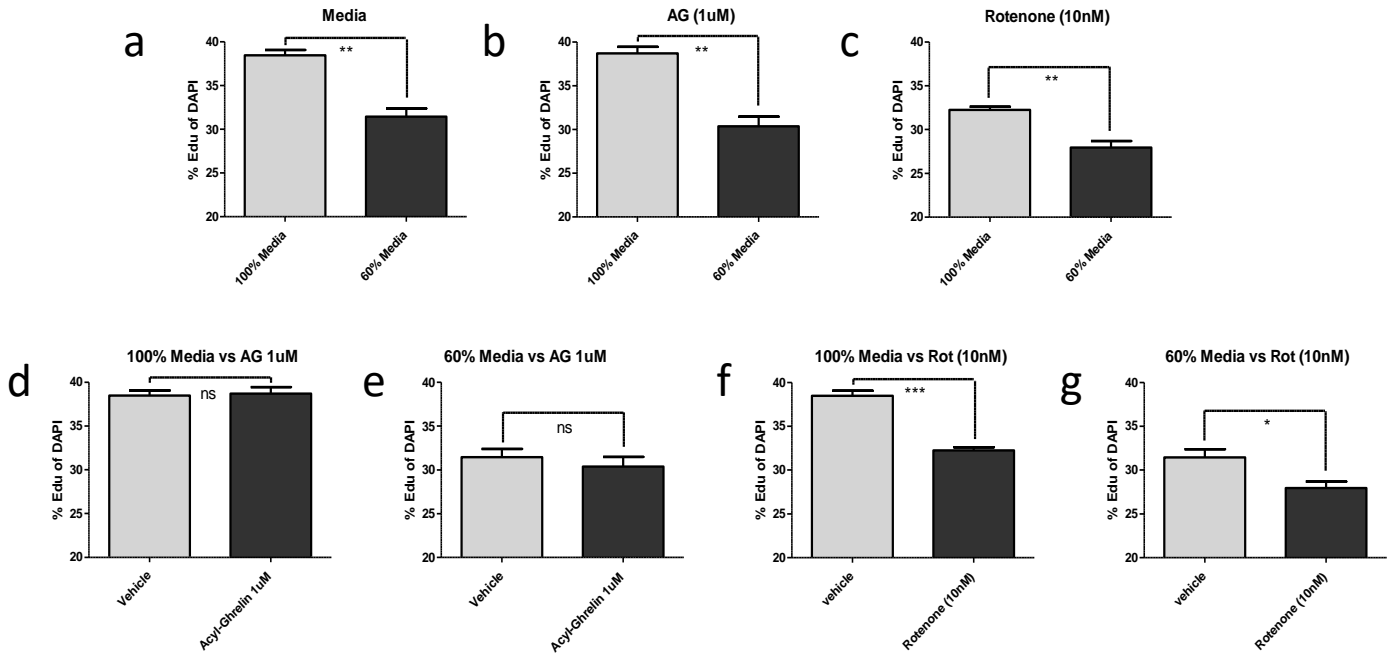 a
Media
% Edu of DAPI
40
35
30
25
20
**
100% Media
60% Media
b
AG (1uM)
% Edu of DAPI
40
35
30
25
20
**
100% Media
60% Media
c
Rotenone (10nM)
% Edu of DAPI
40
35
30
25
20
**
100% Media
60% Media
d
100% Media vs AG 1uM
% Edu of DAPI
40
35
30
25
20
ns
Vehicle
Acyl-Ghrelin 1uM
e
60% Media vs AG 1uM
% Edu of DAPI
40
35
30
25
20
ns
Vehicle
Acyl-Ghrelin 1uM
f
100% Media vs Rot (10nM)
% Edu of DAPI
40
35
30
25
20
***
vehicle
Rotenone (10nM)
g
60% Media vs Rot (10nM)
% Edu of DAPI
40
35
30
25
20
*
vehicle
Rotenone (10nM)